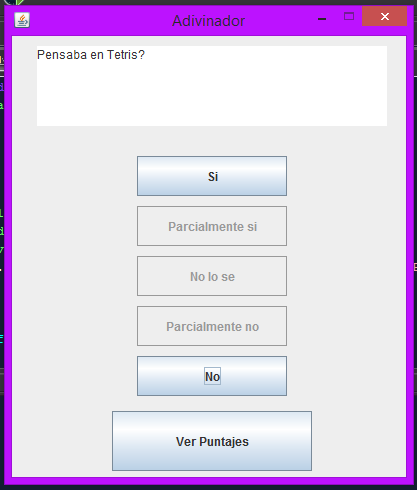 Adivinador
Pensaba en Tetris?
Si
Parcialmente si
No lo se
Parcialmente no
No
Ver Puntajes